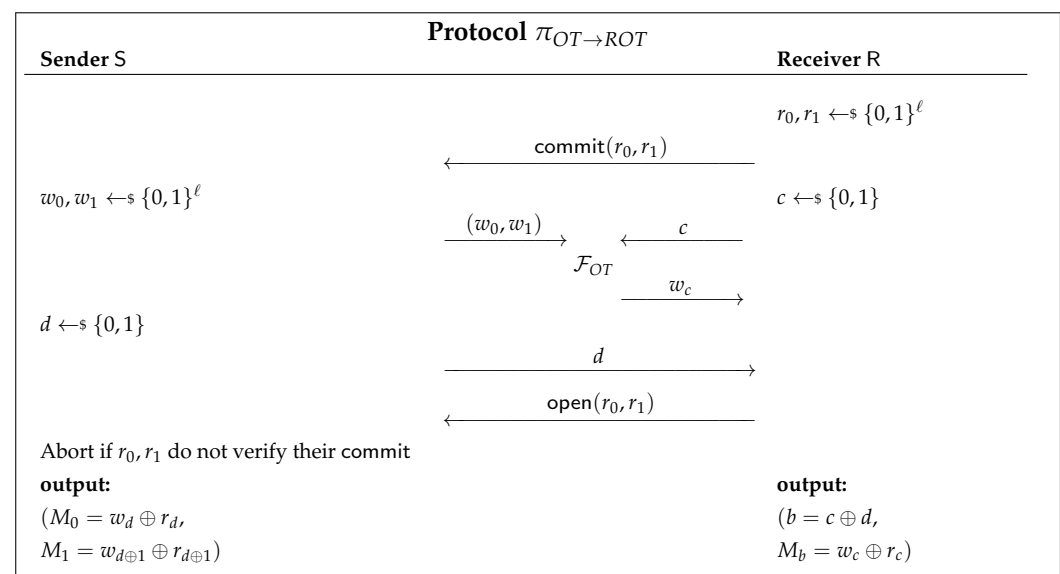 Protocol π_{OT→ROT}
Sender S Receiver R
r_0, r_1 ←$ {0, 1}^ℓ
commit(r_0, r_1)
w_0, w_1 ←$ {0, 1}^ℓ c ←$ {0, 1}
(w_0, w_1) c
F_{OT}
w_c
d ←$ {0, 1}
d
open(r_0, r_1)
Abort if r_0, r_1 do not verify their commit
output: output:
(M_0 = w_d ⊕ r_d, (b = c ⊕ d,
M_1 = w_{d⊕1} ⊕ r_{d⊕1}) M_b = w_c ⊕ r_c)